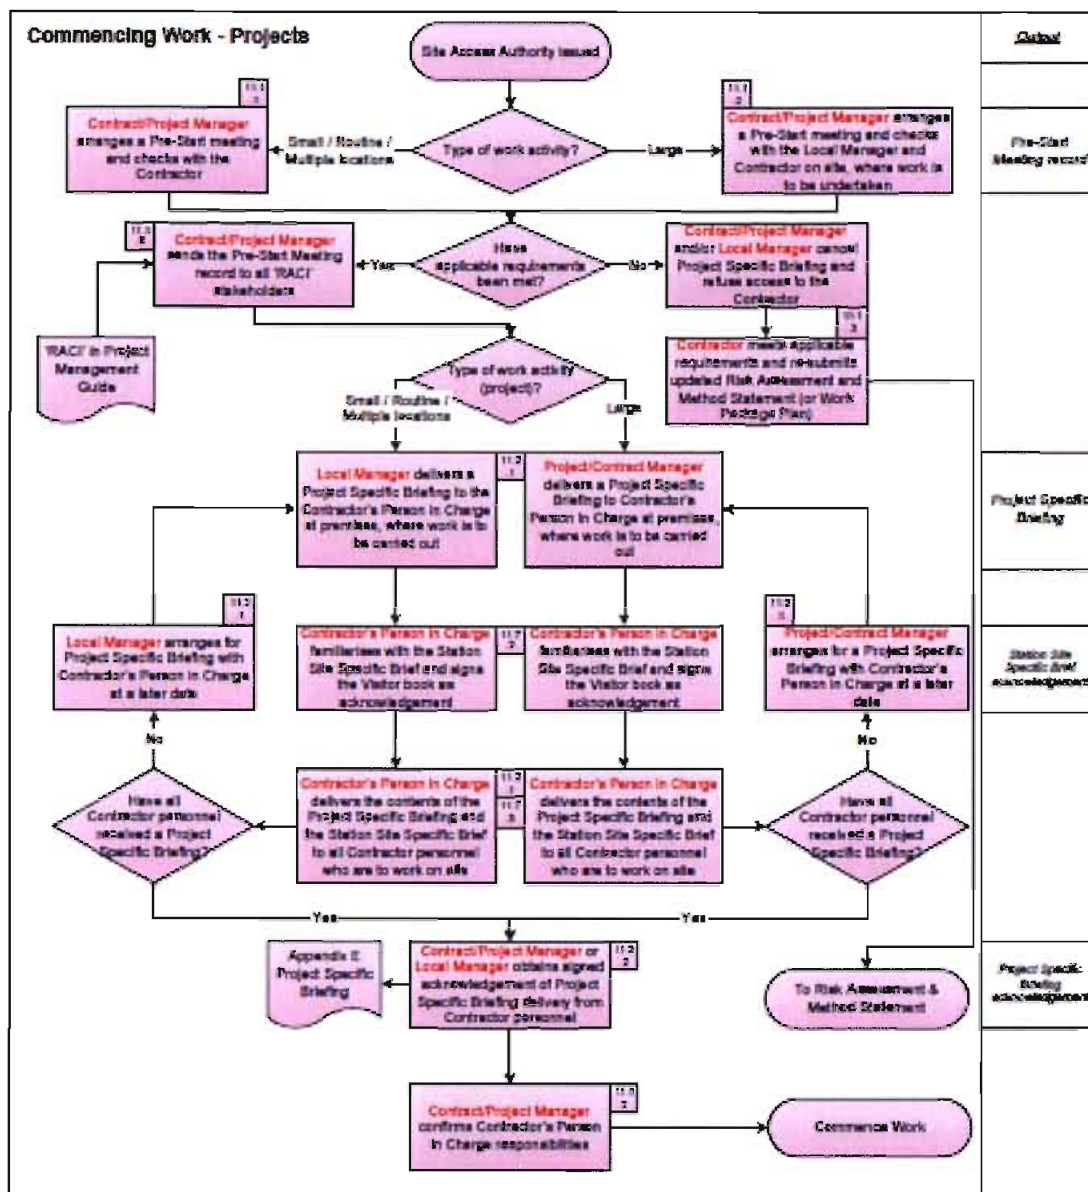 Commencing Work - Projects
Site Access Authority Issued
Output
Contract/Project Manager
arranges a Pre-Start meeting
and checks with the
Contractor
Small / Routine /
Multiple locations
Type of work activity?
Large
Contract/Project Manager arranges
a Pre-Start meeting and checks
with the Local Manager and
Contractor on site, where work is
to be undertaken
Pre-Start
Meeting record
Contract/Project Manager
sends the Pre-Start Meeting
record to all 'RACI'
stakeholders
Yes
Have
applicable requirements
been met?
No
Contract/Project Manager
and/or Local Manager cancel
Project Specific Briefing and
refuse access to the
Contractor
'RACI' in Project
Management
Guide
Type of work activity
(project)?
Contractor meets applicable
requirements and re-submits
updated Risk Assessment and
Method Statement (or Work
Package Plan)
Small / Routine /
Multiple locations
Large
Local Manager delivers a
Project Specific Briefing to the
Contractor's Person In Charge
at premises, where work is to
be carried out
Project/Contract Manager
delivers a Project Specific
Briefing to Contractor's
Person In Charge at premises,
where work is to be carried
out
Project Specific
Briefing
Local Manager arranges for
Project Specific Briefing with
Contractor's Person In Charge
at a later date
Contractor's Person In Charge
familiarises with the Station
Site Specific Brief and signs
the Visitor book as
acknowledgement
Contractor's Person In Charge
familiarises with the Station
Site Specific Brief and signs
the Visitor book as
acknowledgement
Project/Contract Manager
arranges for a Project Specific
Briefing with Contractor's
Person In Charge at a later
date
Station Site
Specific Brief
acknowledgement
No
No
Have all
Contractor personnel
received a Project
Specific Briefing?
Contractor's Person In Charge
delivers the contents of the
Project Specific Briefing and
the Station Site Specific Brief
to all Contractor personnel
who are to work on site
Contractor's Person In Charge
delivers the contents of the
Project Specific Briefing and
the Station Site Specific Brief
to all Contractor personnel
who are to work on site
Have all
Contractor personnel
received a Project
Specific Briefing?
Yes
Yes
Appendix E
Project Specific
Briefing
Contract/Project Manager or
Local Manager obtains signed
acknowledgement of Project
Specific Briefing delivery from
Contractor personnel
To Risk Assessment &
Method Statement
Project Specific
Briefing
acknowledgement
Contract/Project Manager
confirms Contractor's Person
In Charge responsibilities
Commence Work